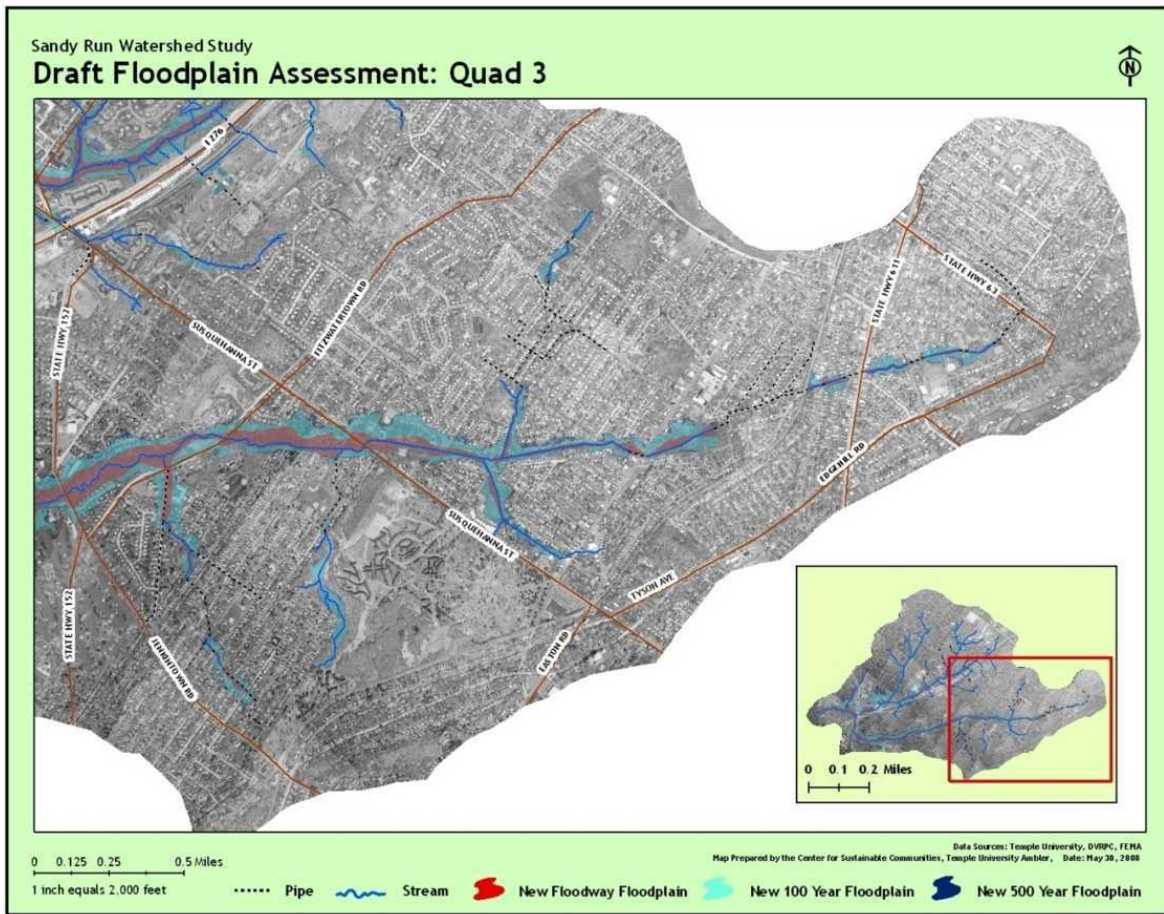 Sandy Run Watershed Study
Draft Floodplain Assessment: Quad 3
N
I 276
STATE HWY 152
SUSQUEHANNA ST
FITZWATERTOWN RD
STATE HWY 611
STATE HWY 63
EDGEHILL RD
SUSQUEHANNA ST
TYSON AVE
EASTON RD
STATE HWY 152
JENKINTOWN RD
0 0.1 0.2 Miles
0 0.125 0.25 0.5 Miles
1 inch equals 2,000 feet
Data Sources: Temple University, DVRPC, FEMA
Map Prepared by the Center for Sustainable Communities, Temple University Ambler, Date: May 30, 2008
Pipe Stream New Floodway Floodplain New 100 Year Floodplain New 500 Year Floodplain